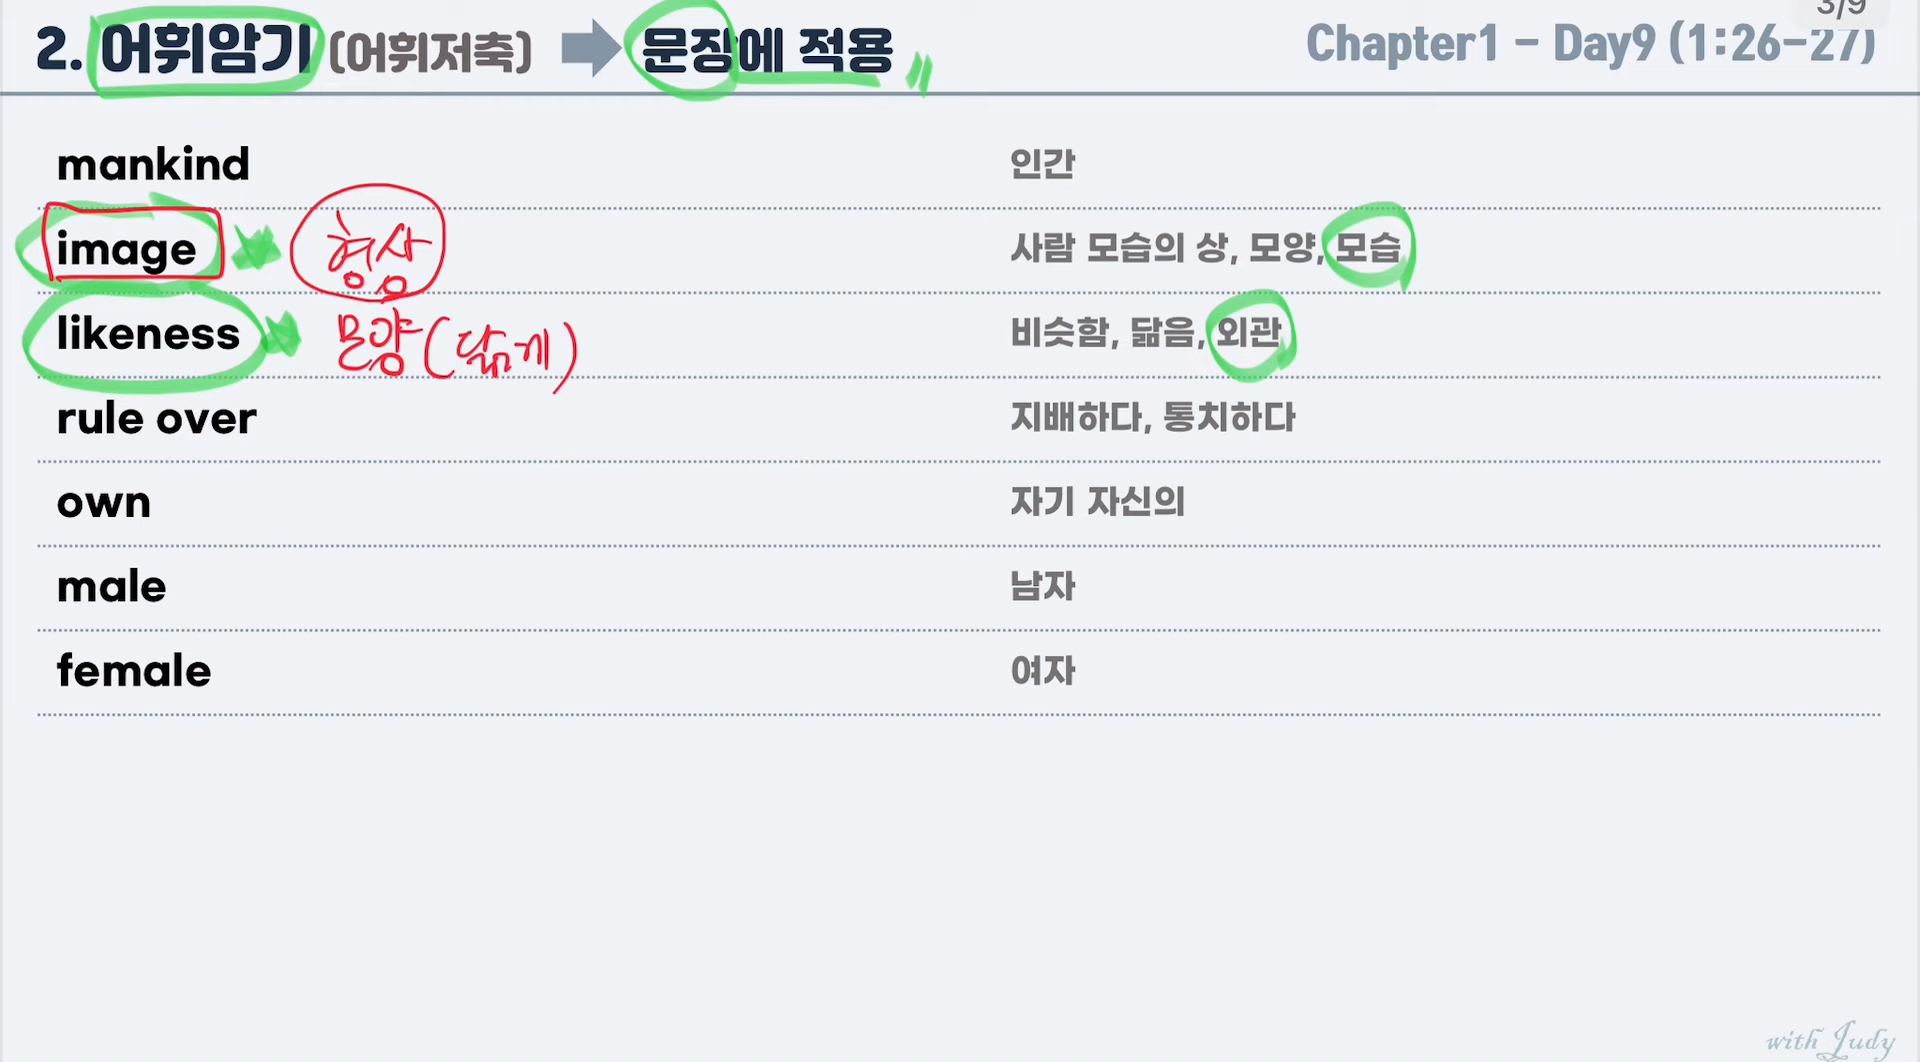 3/9
2. 어휘암기 (어휘저축) 문장에 적용 Chapter1 - Day9 (1:26-27)
mankind 인간
image 형상 사람 모습의 상, 모양, 모습
likeness 모양(닮게) 비슷함, 닮음, 외관
rule over 지배하다, 통치하다
own 자기 자신의
male 남자
female 여자
with Judy